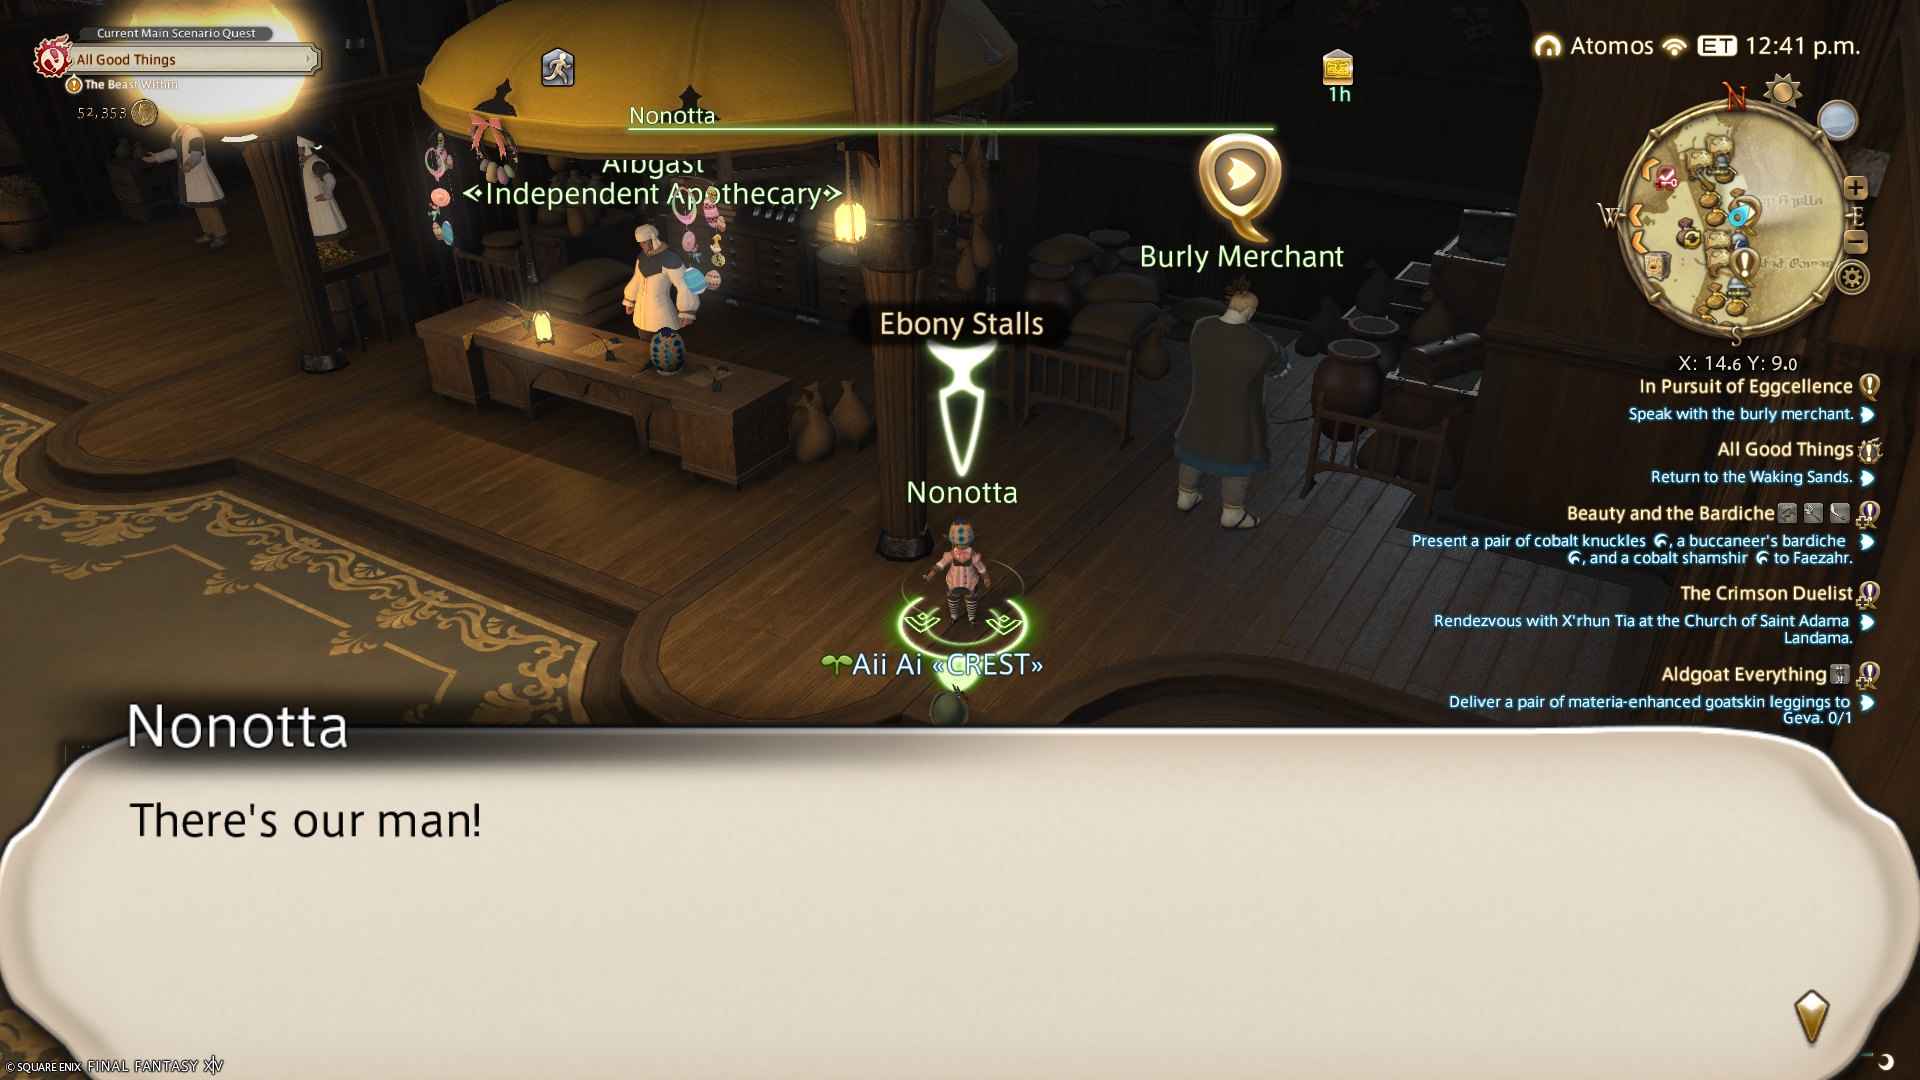 Current Main Scenario Quest
All Good Things
The Beast Within
52,353
1h
Atomos ET 12:41 p.m.
Nonotta
Albgast
Independent Apothecary
Burly Merchant
Ebony Stalls
Nonotta
Aii Ai «CREST»
N
W
E
S
X: 14.6 Y: 9.0
In Pursuit of Eggcellence
Speak with the burly merchant.
All Good Things
Return to the Waking Sands.
Beauty and the Bardiche
Present a pair of cobalt knuckles, a buccaneer's bardiche
, and a cobalt shamshir to Faezahr.
The Crimson Duelist
Rendezvous with X'rhun Tia at the Church of Saint Adama
Landama.
Aldgoat Everything
Deliver a pair of materia-enhanced goatskin leggings to
Geva. 0/1
Nonotta
There's our man!
© SQUARE ENIX FINAL FANTASY XIV